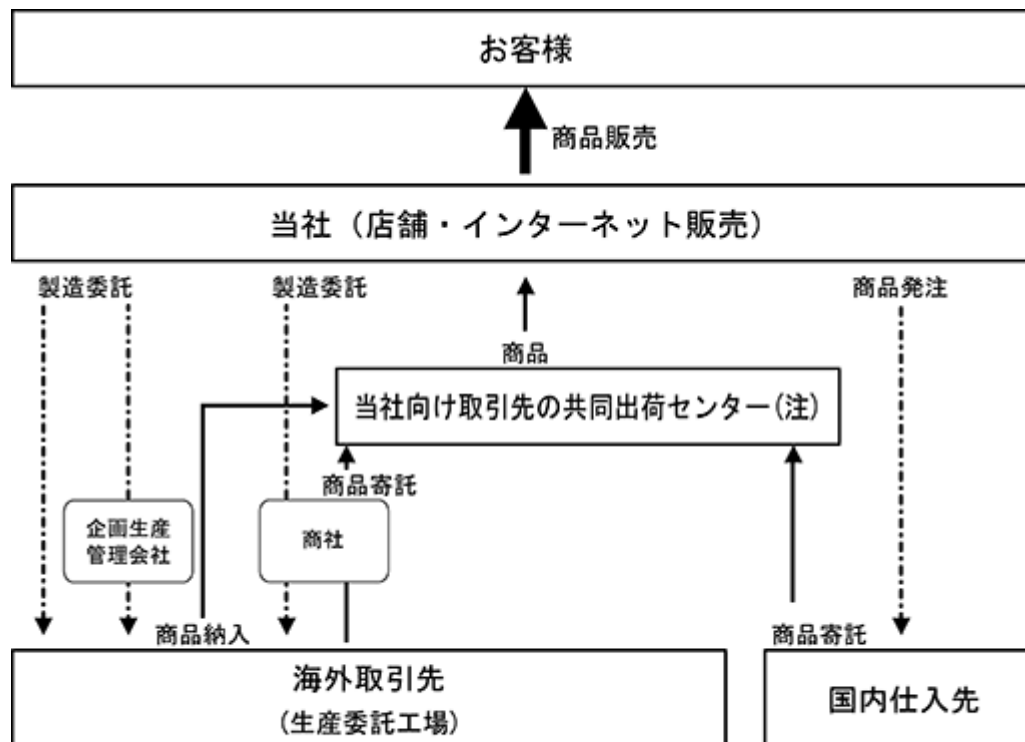 お客様
商品販売
当社（店舗・インターネット販売）
製造委託
製造委託
商品発注
商品
当社向け取引先の共同出荷センター(注)
商品寄託
企画生産
管理会社
商社
商品納入
商品寄託
海外取引先
(生産委託工場)
国内仕入先